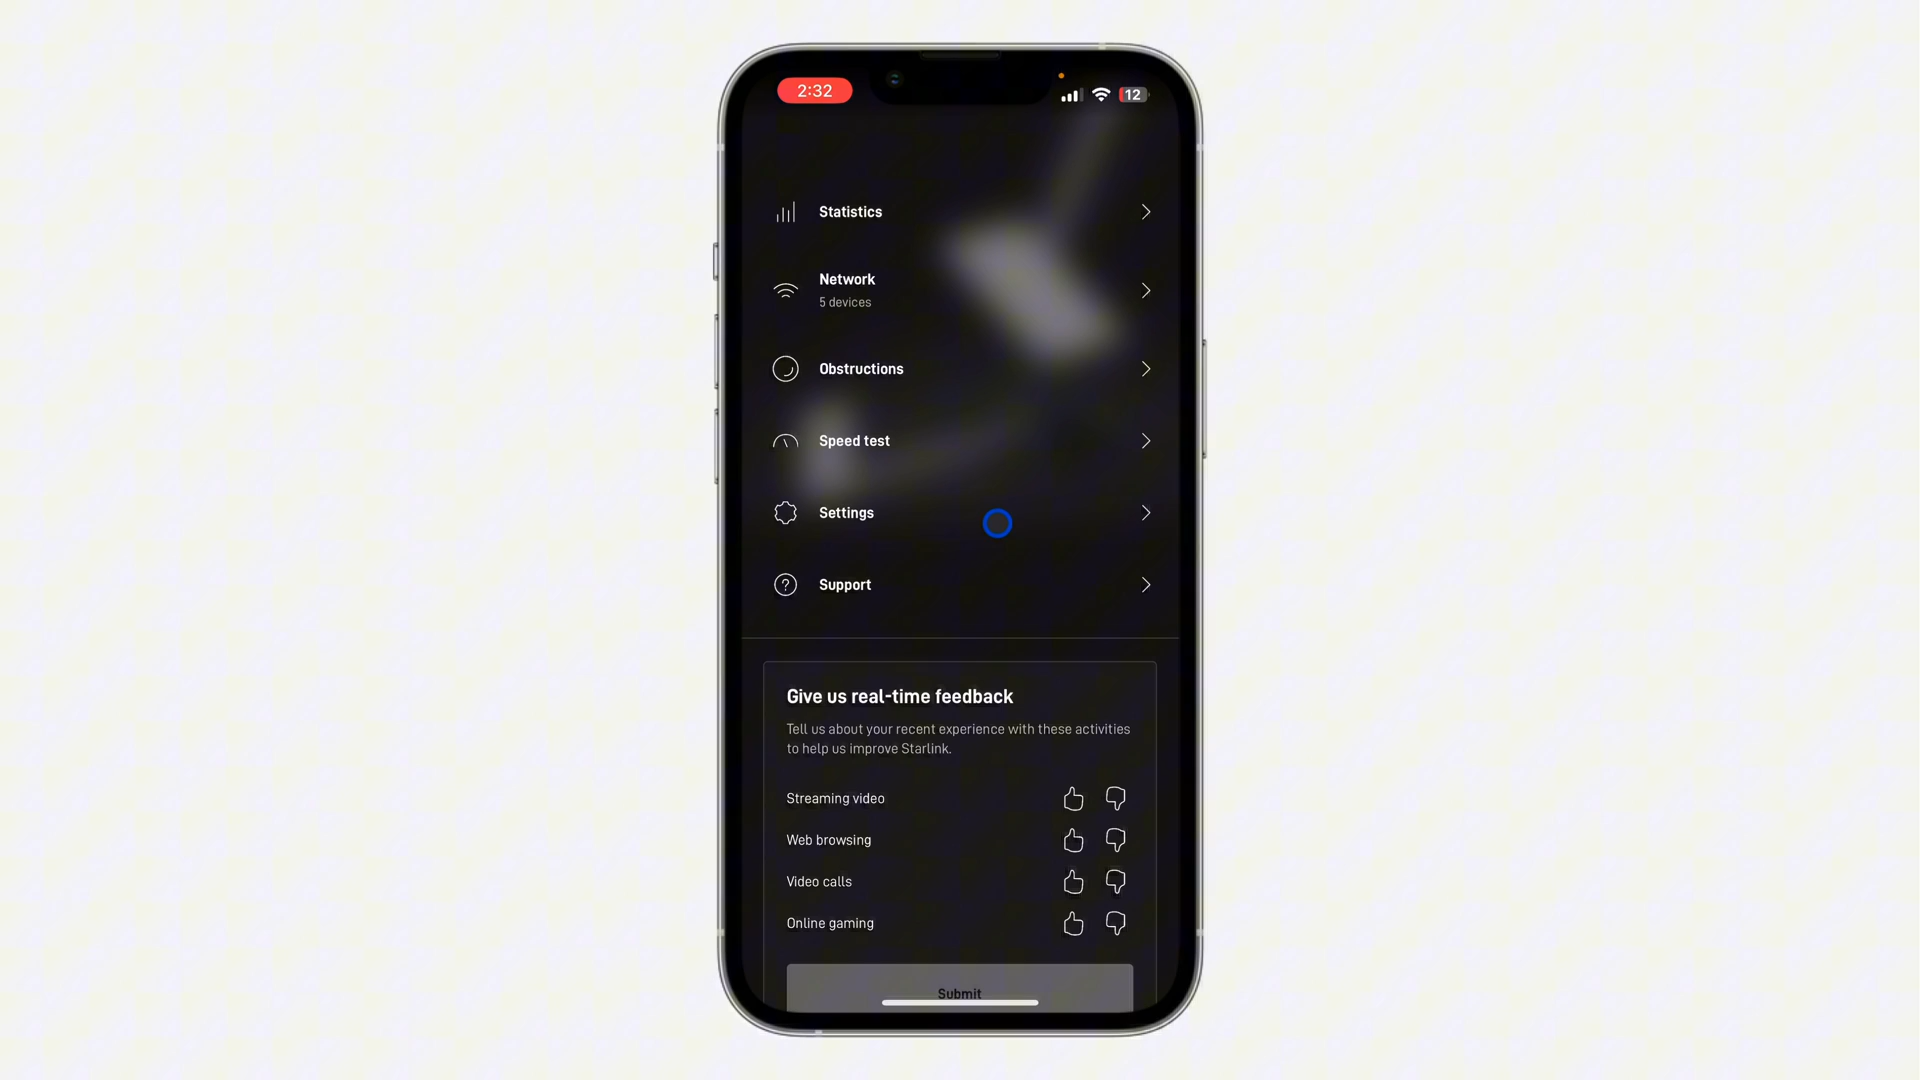 2:32
12
Statistics
Network
5 devices
Obstructions
Speed test
Settings
Support
Give us real-time feedback
Tell us about your recent experience with these activities
to help us improve Starlink.
Streaming video
Web browsing
Video calls
Online gaming
Submit